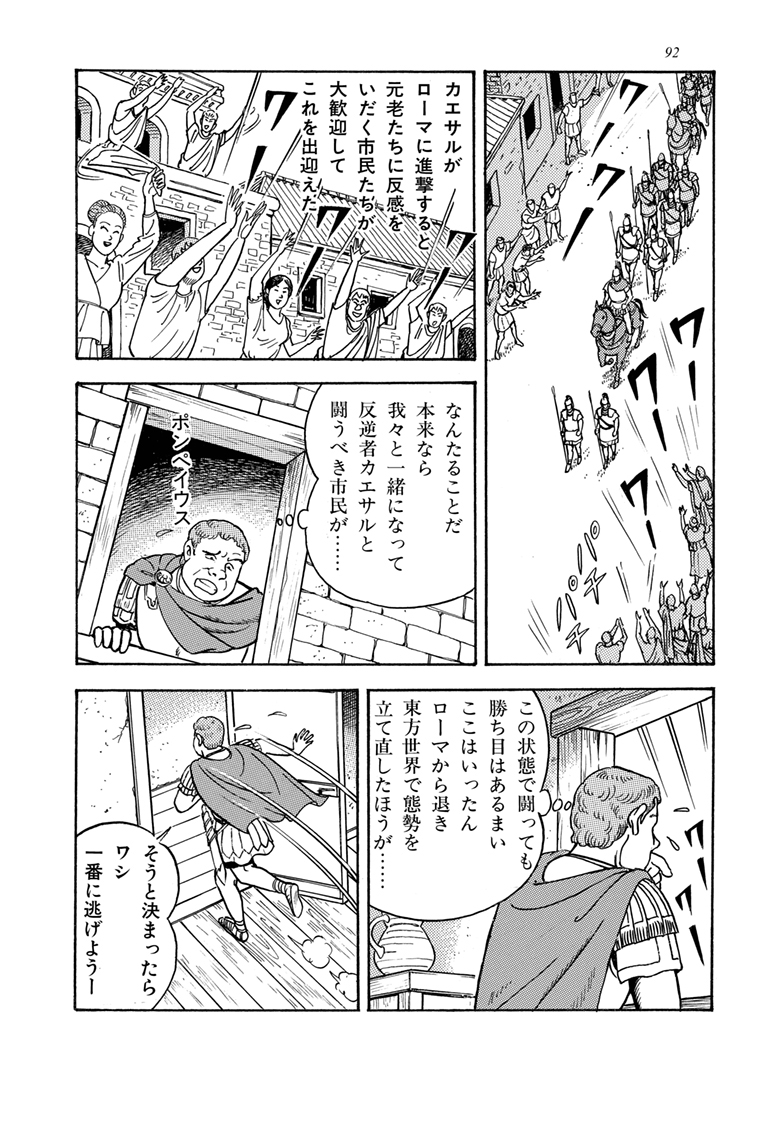 92
ワー
ワー
ワー
ワー
パチ
パチ
カエサルが
ローマに進撃すると
元老たちに反感を
いだく市民たちが
大歓迎して
これを出迎えた
ワー
ワー
なんたることだ
本来なら
我々と一緒になって
反逆者カエサルと
闘うべき市民が……
ポンペイウス
この状態で闘っても
勝ち目はあるまい
ここはいったん
ローマから退き
東方世界で態勢を
立て直したほうが……
ワー
ワー
そうと決まったら
ワシ
一番に逃げようー